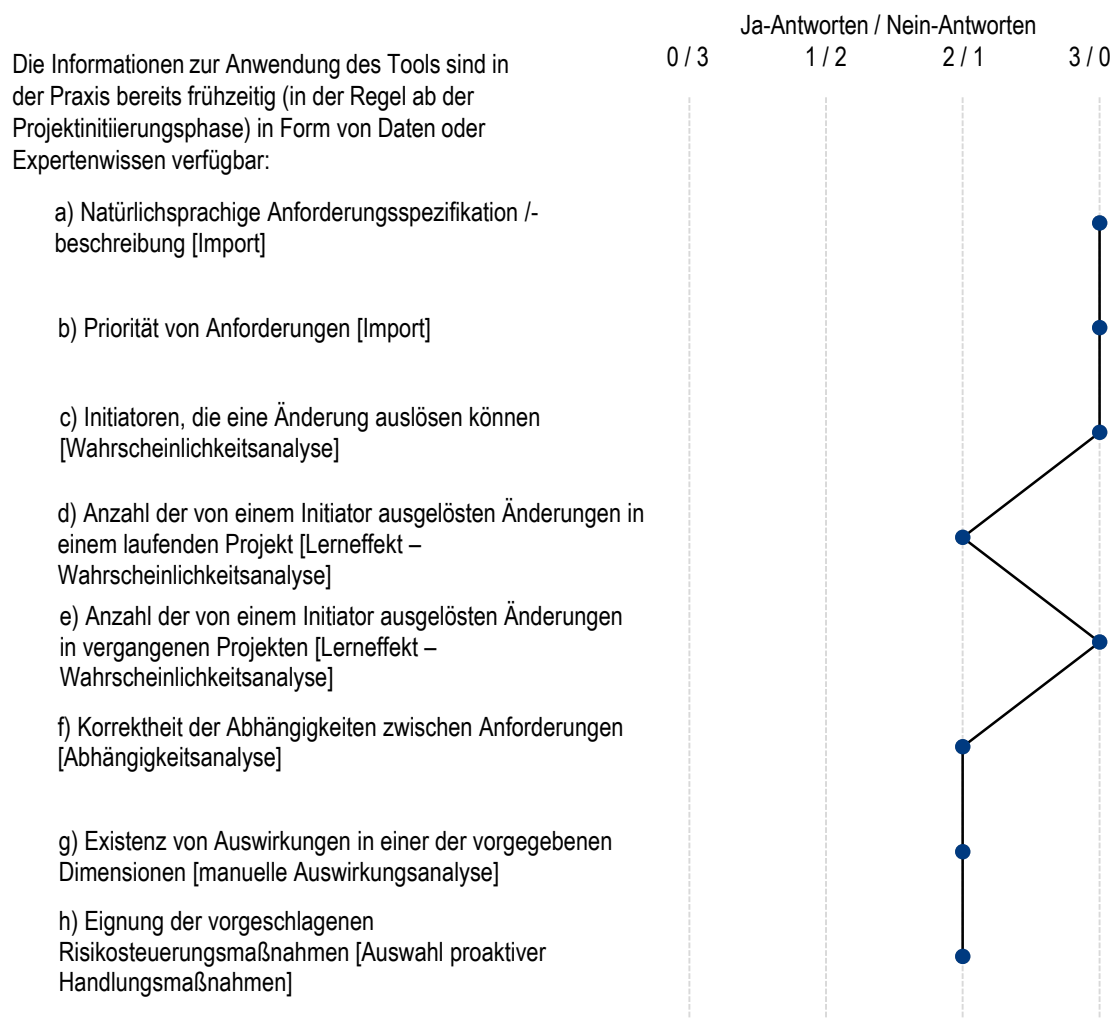 Ja-Antworten / Nein-Antworten
0 / 3 1 / 2 2 / 1 3 / 0
Die Informationen zur Anwendung des Tools sind in
der Praxis bereits frühzeitig (in der Regel ab der
Projektinitiierungsphase) in Form von Daten oder
Expertenwissen verfügbar:
a) Natürlichsprachige Anforderungsspezifikation /-
beschreibung [Import]
b) Priorität von Anforderungen [Import]
c) Initiatoren, die eine Änderung auslösen können
[Wahrscheinlichkeitsanalyse]
d) Anzahl der von einem Initiator ausgelösten Änderungen in
einem laufenden Projekt [Lerneffekt –
Wahrscheinlichkeitsanalyse]
e) Anzahl der von einem Initiator ausgelösten Änderungen
in vergangenen Projekten [Lerneffekt –
Wahrscheinlichkeitsanalyse]
f) Korrektheit der Abhängigkeiten zwischen Anforderungen
[Abhängigkeitsanalyse]
g) Existenz von Auswirkungen in einer der vorgegebenen
Dimensionen [manuelle Auswirkungsanalyse]
h) Eignung der vorgeschlagenen
Risikosteuerungsmaßnahmen [Auswahl proaktiver
Handlungsmaßnahmen]